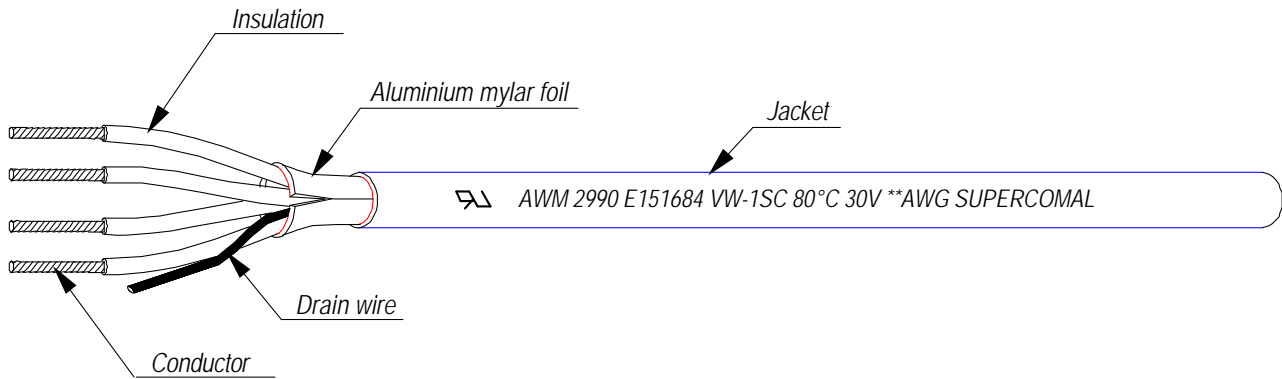 Insulation
Aluminium mylar foil
Jacket
AWM 2990 E151684 VW-1SC 80°C 30V **AWG SUPERCOMAL
Drain wire
Conductor